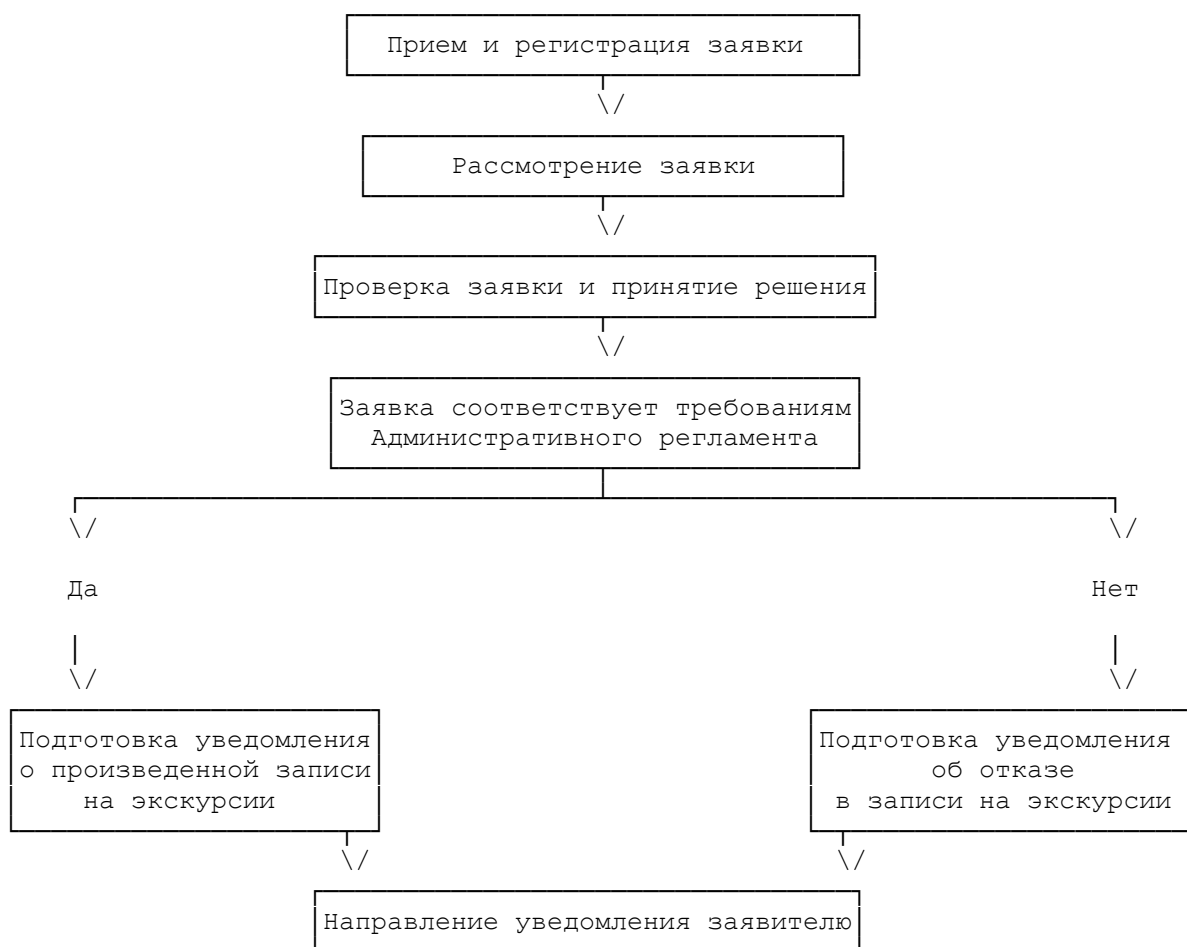 Прием и регистрация заявки
Рассмотрение заявки
Проверка заявки и принятие решения
Заявка соответствует требованиям
Административного регламента
Да
Нет
Подготовка уведомления
о произведенной записи
на экскурсии
Подготовка уведомления
об отказе
в записи на экскурсии
Направление уведомления заявителю